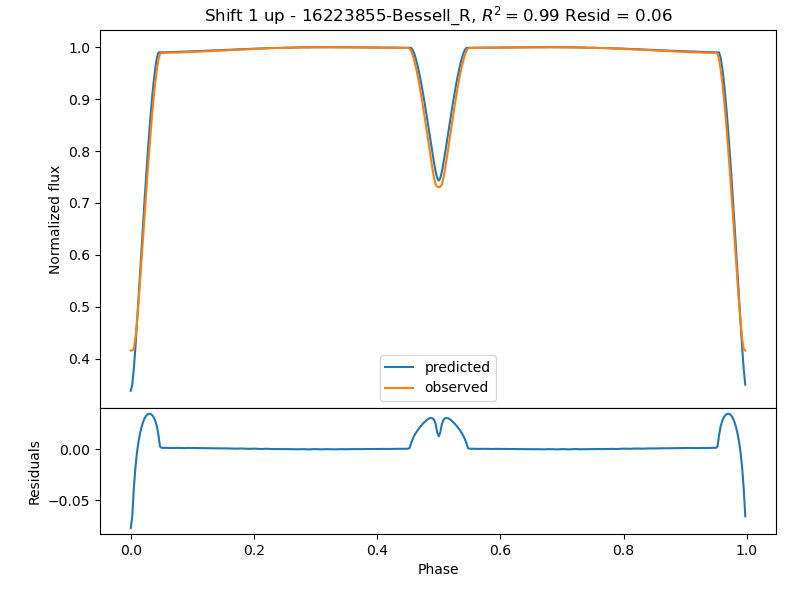 Shift 1 up - 16223855-Bessell_R, R² = 0.99 Resid = 0.06
1.0
0.9
0.8
0.7
0.6
0.5
0.4
Normalized flux
predicted
observed
0.00
−0.05
Residuals
0.0 0.2 0.4 0.6 0.8 1.0
Phase